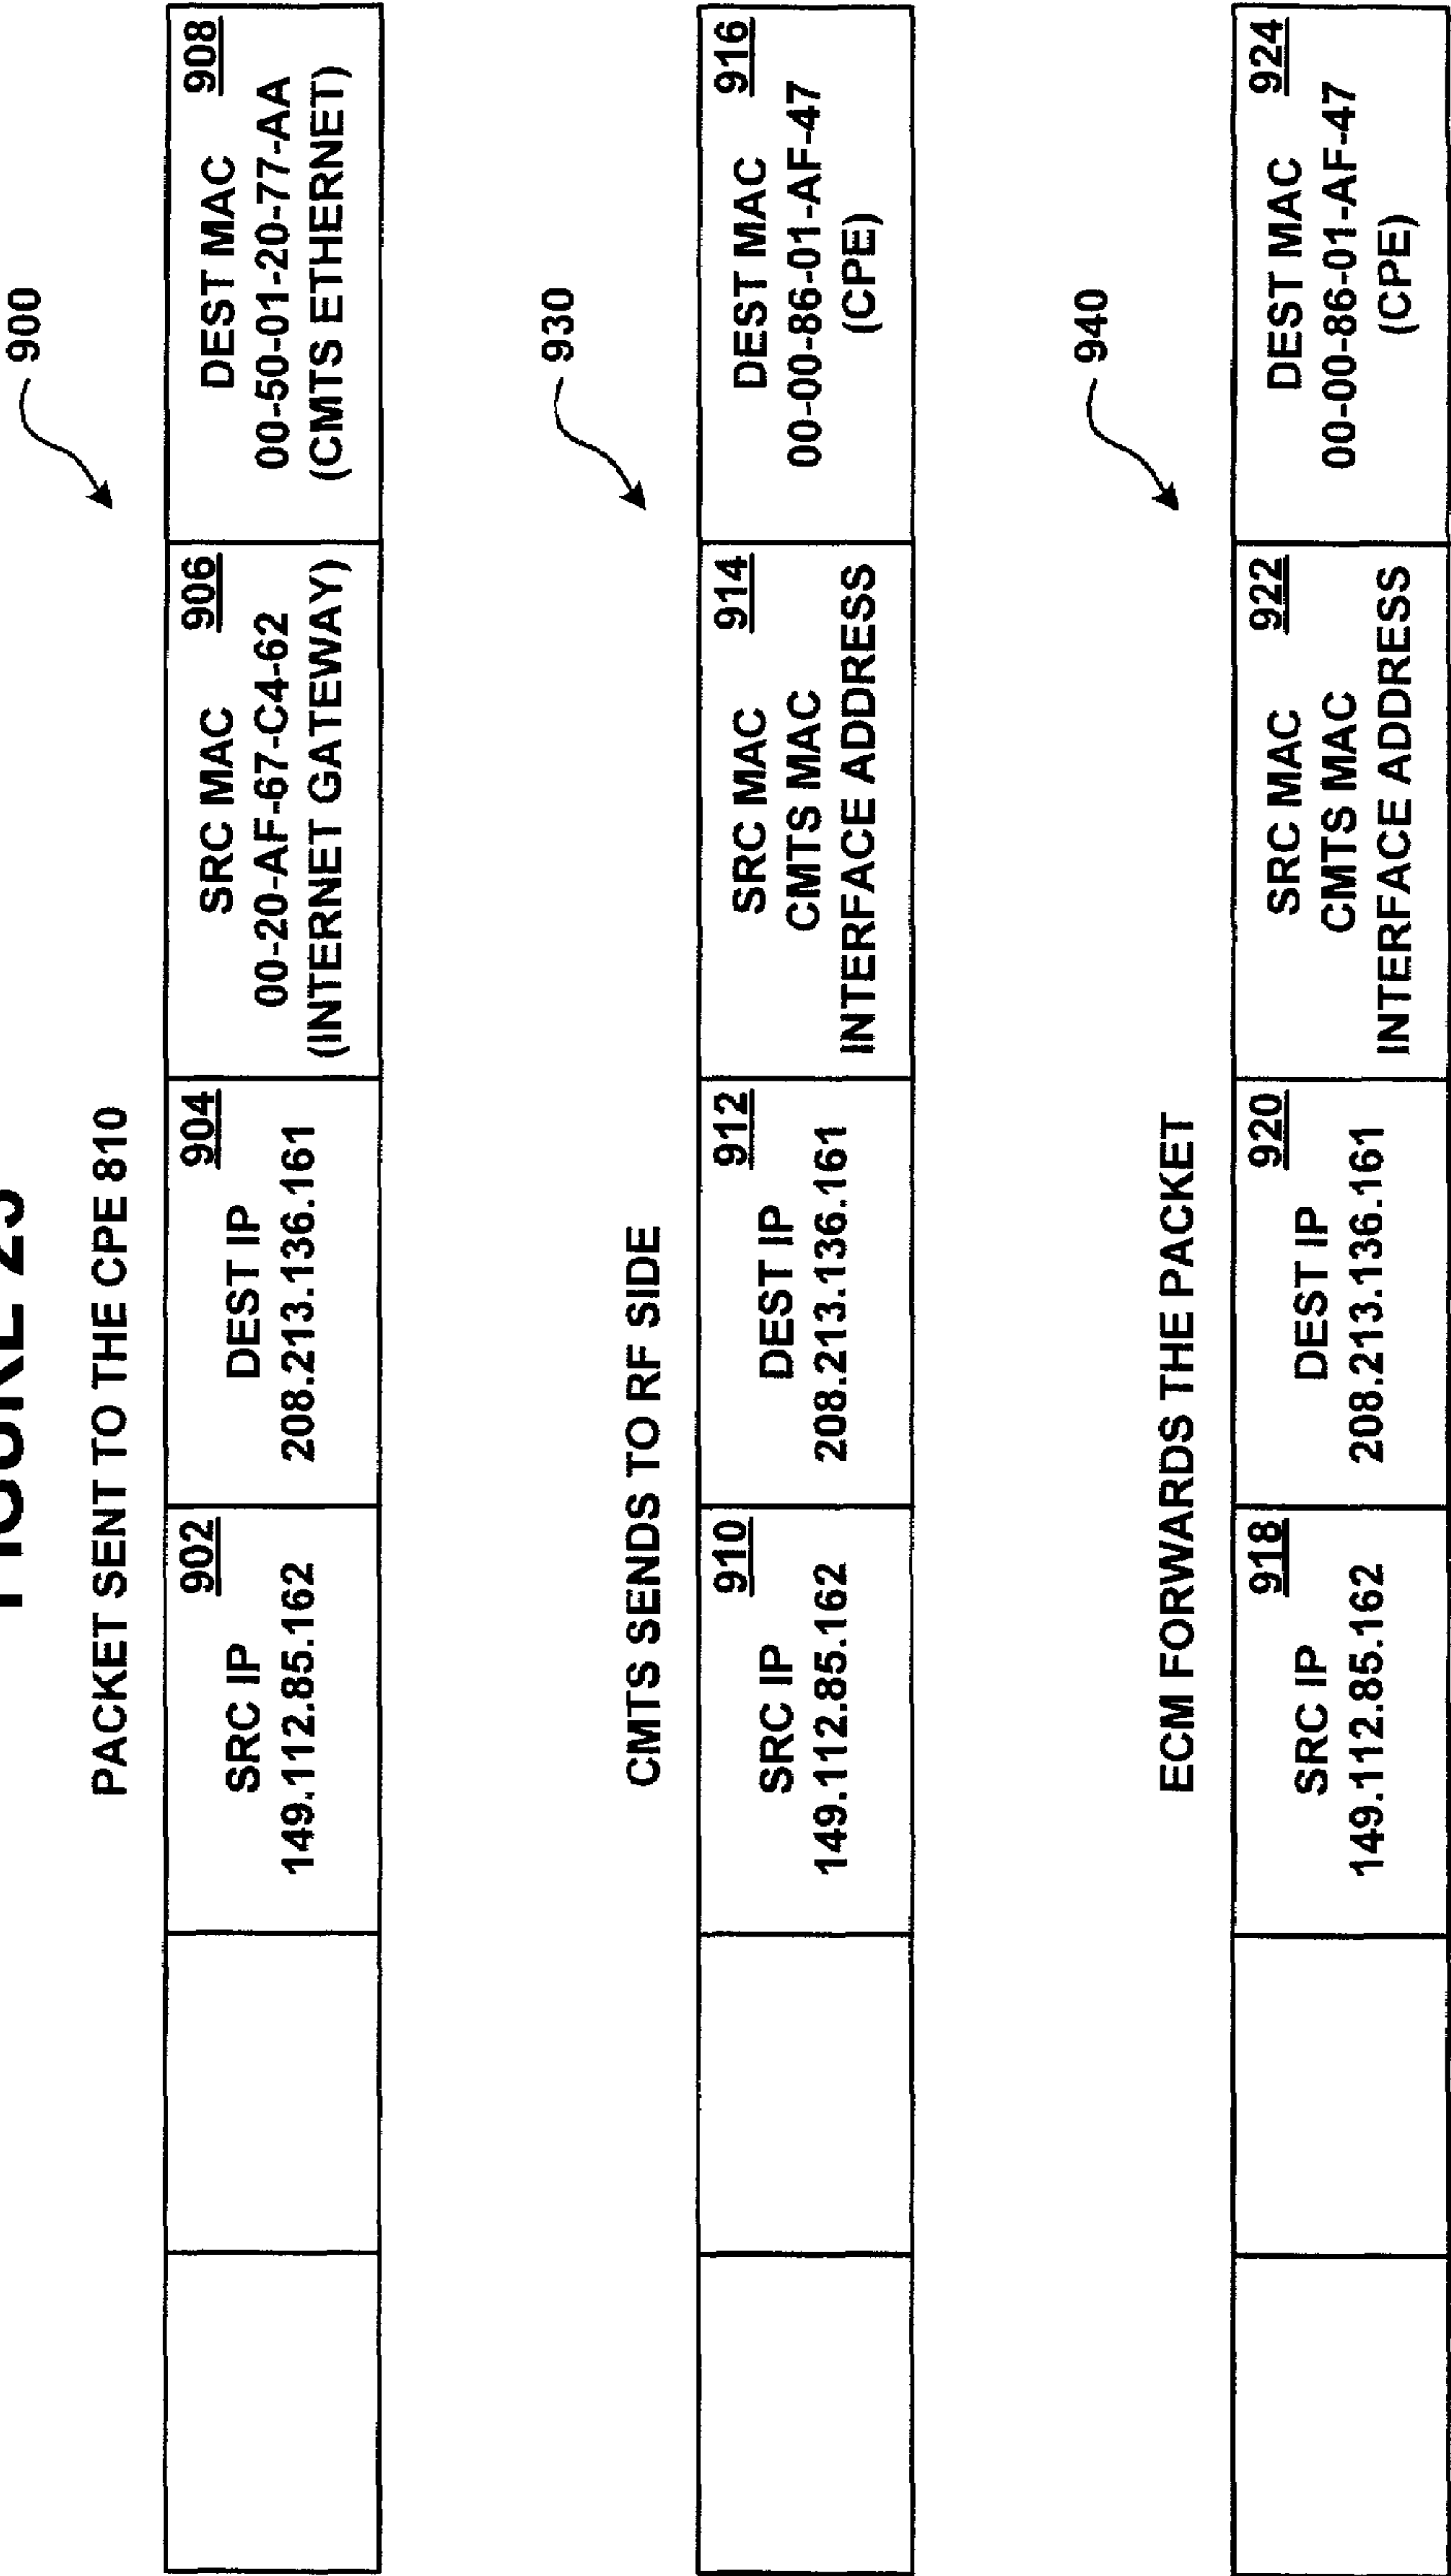 FIGURE
900
PACKET SENT TO THE CPE 810
902
SRC IP
149.112.85.162
904
DEST IP
208.213.136.161
906
SRC MAC
00-20-AF-67-C4-62
(INTERNET GATEWAY)
908
DEST MAC
00-50-01-20-77-AA
(CMTS ETHERNET)
930
CMTS SENDS TO RF SIDE
910
SRC IP
149.112.85.162
912
DEST IP
208.213.136.161
914
SRC MAC
CMTS MAC
INTERFACE ADDRESS
916
DEST MAC
00-00-86-01-AF-47
(CPE)
940
ECM FORWARDS THE PACKET
918
SRC IP
149.112.85.162
920
DEST IP
208.213.136.161
922
SRC MAC
CMTS MAC
INTERFACE ADDRESS
924
DEST MAC
00-00-86-01-AF-47
(CPE)